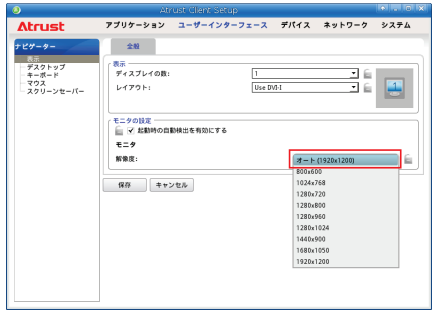 Atrust Client Setup
Atrust
アプリケーション ユーザーインターフェース デバイス ネットワーク システム
ナビゲーター
表示
デスクトップ
キーボード
マウス
スクリーンセーバー
全般
表示
ディスプレイの数: 1
レイアウト: Use DVI-I
1
モニタの設定
起動時の自動検出を有効にする
モニタ
解像度: オート (1920x1200)
800x600
1024x768
1280x720
1280x800
1280x960
1280x1024
1440x900
1680x1050
1920x1200
保存 キャンセル